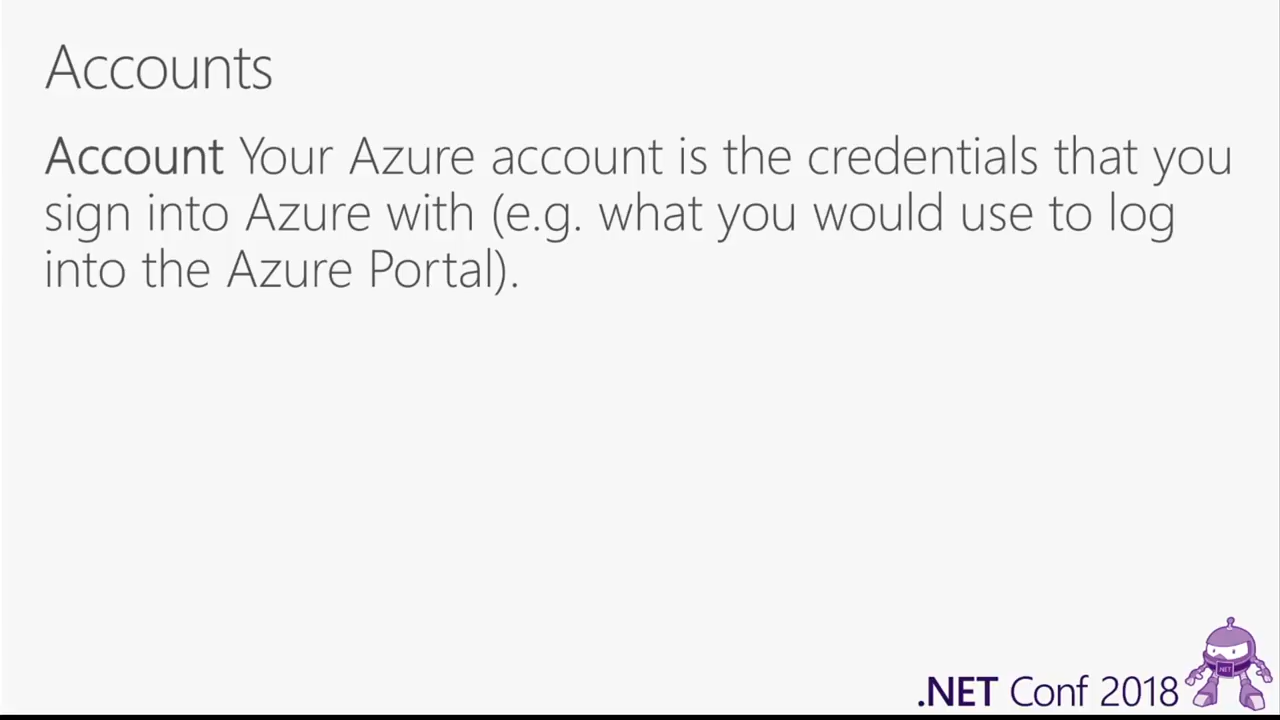 Accounts
Account Your Azure account is the credentials that you
sign into Azure with (e.g. what you would use to log
into the Azure Portal).
.NET
.NET Conf 2018